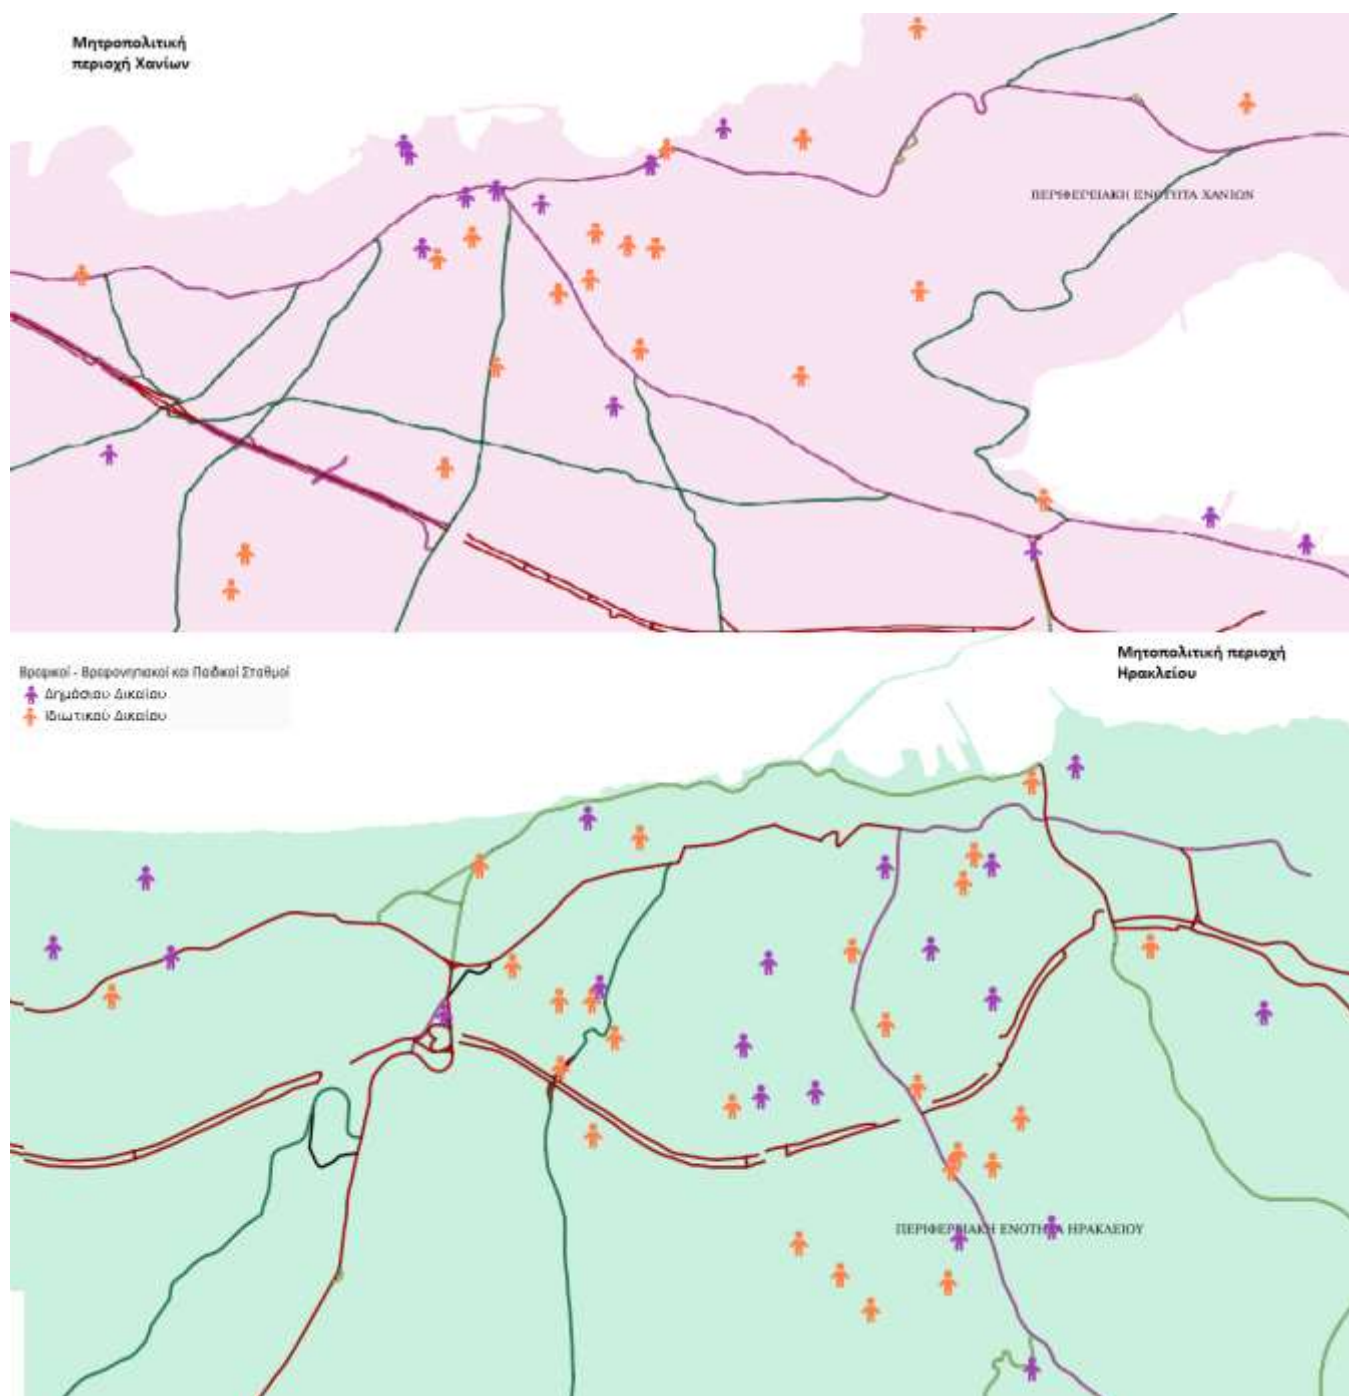 Μητροπολιτική
περιοχή Χανίων
ΠΕΡΙΦΕΡΕΙΑΚΗ ΕΝΟΤΗΤΑ ΧΑΝΙΩΝ
Μητοπολιτική περιοχή
Ηρακλείου
Βρεφικοί - Βρεφονηπιακοί και Παιδικοί Σταθμοί
Δημόσιου Δικαίου
Ιδιωτικού Δικαίου
ΠΕΡΙΦΕΡΕΙΑΚΗ ΕΝΟΤΗΤΑ ΗΡΑΚΛΕΙΟΥ